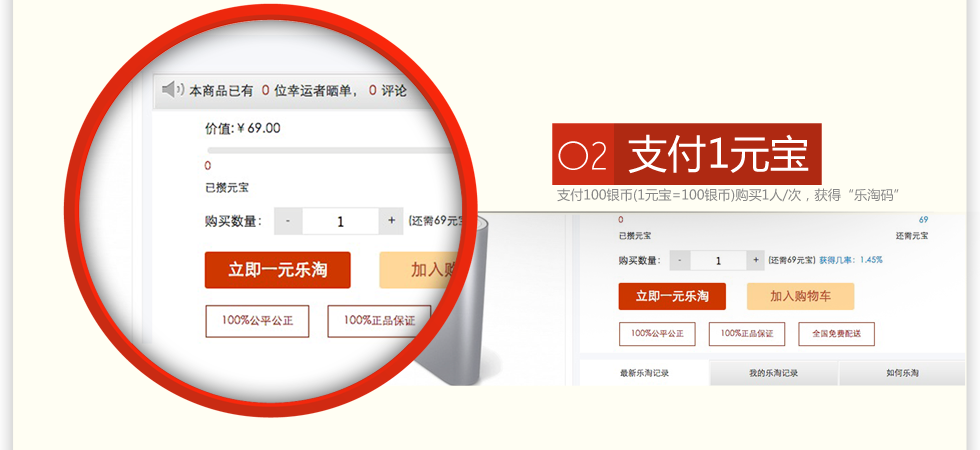 本商品已有 0 位幸运者晒单，0 评论
价值:￥69.00
0
已攒元宝
购买数量： - 1 + (还需69元宝
立即一元乐淘 加入购
100%公平公正 100%正品保证
02 支付1元宝
支付100银币(1元宝=100银币)购买1人/次，获得“乐淘码”
0 69
已攒元宝 还需元宝
购买数量： - 1 + (还需69元宝) 获得几率：1.45%
立即一元乐淘 加入购物车
100%公平公正 100%正品保证 全国免费配送
最新乐淘记录 我的乐淘记录 如何乐淘